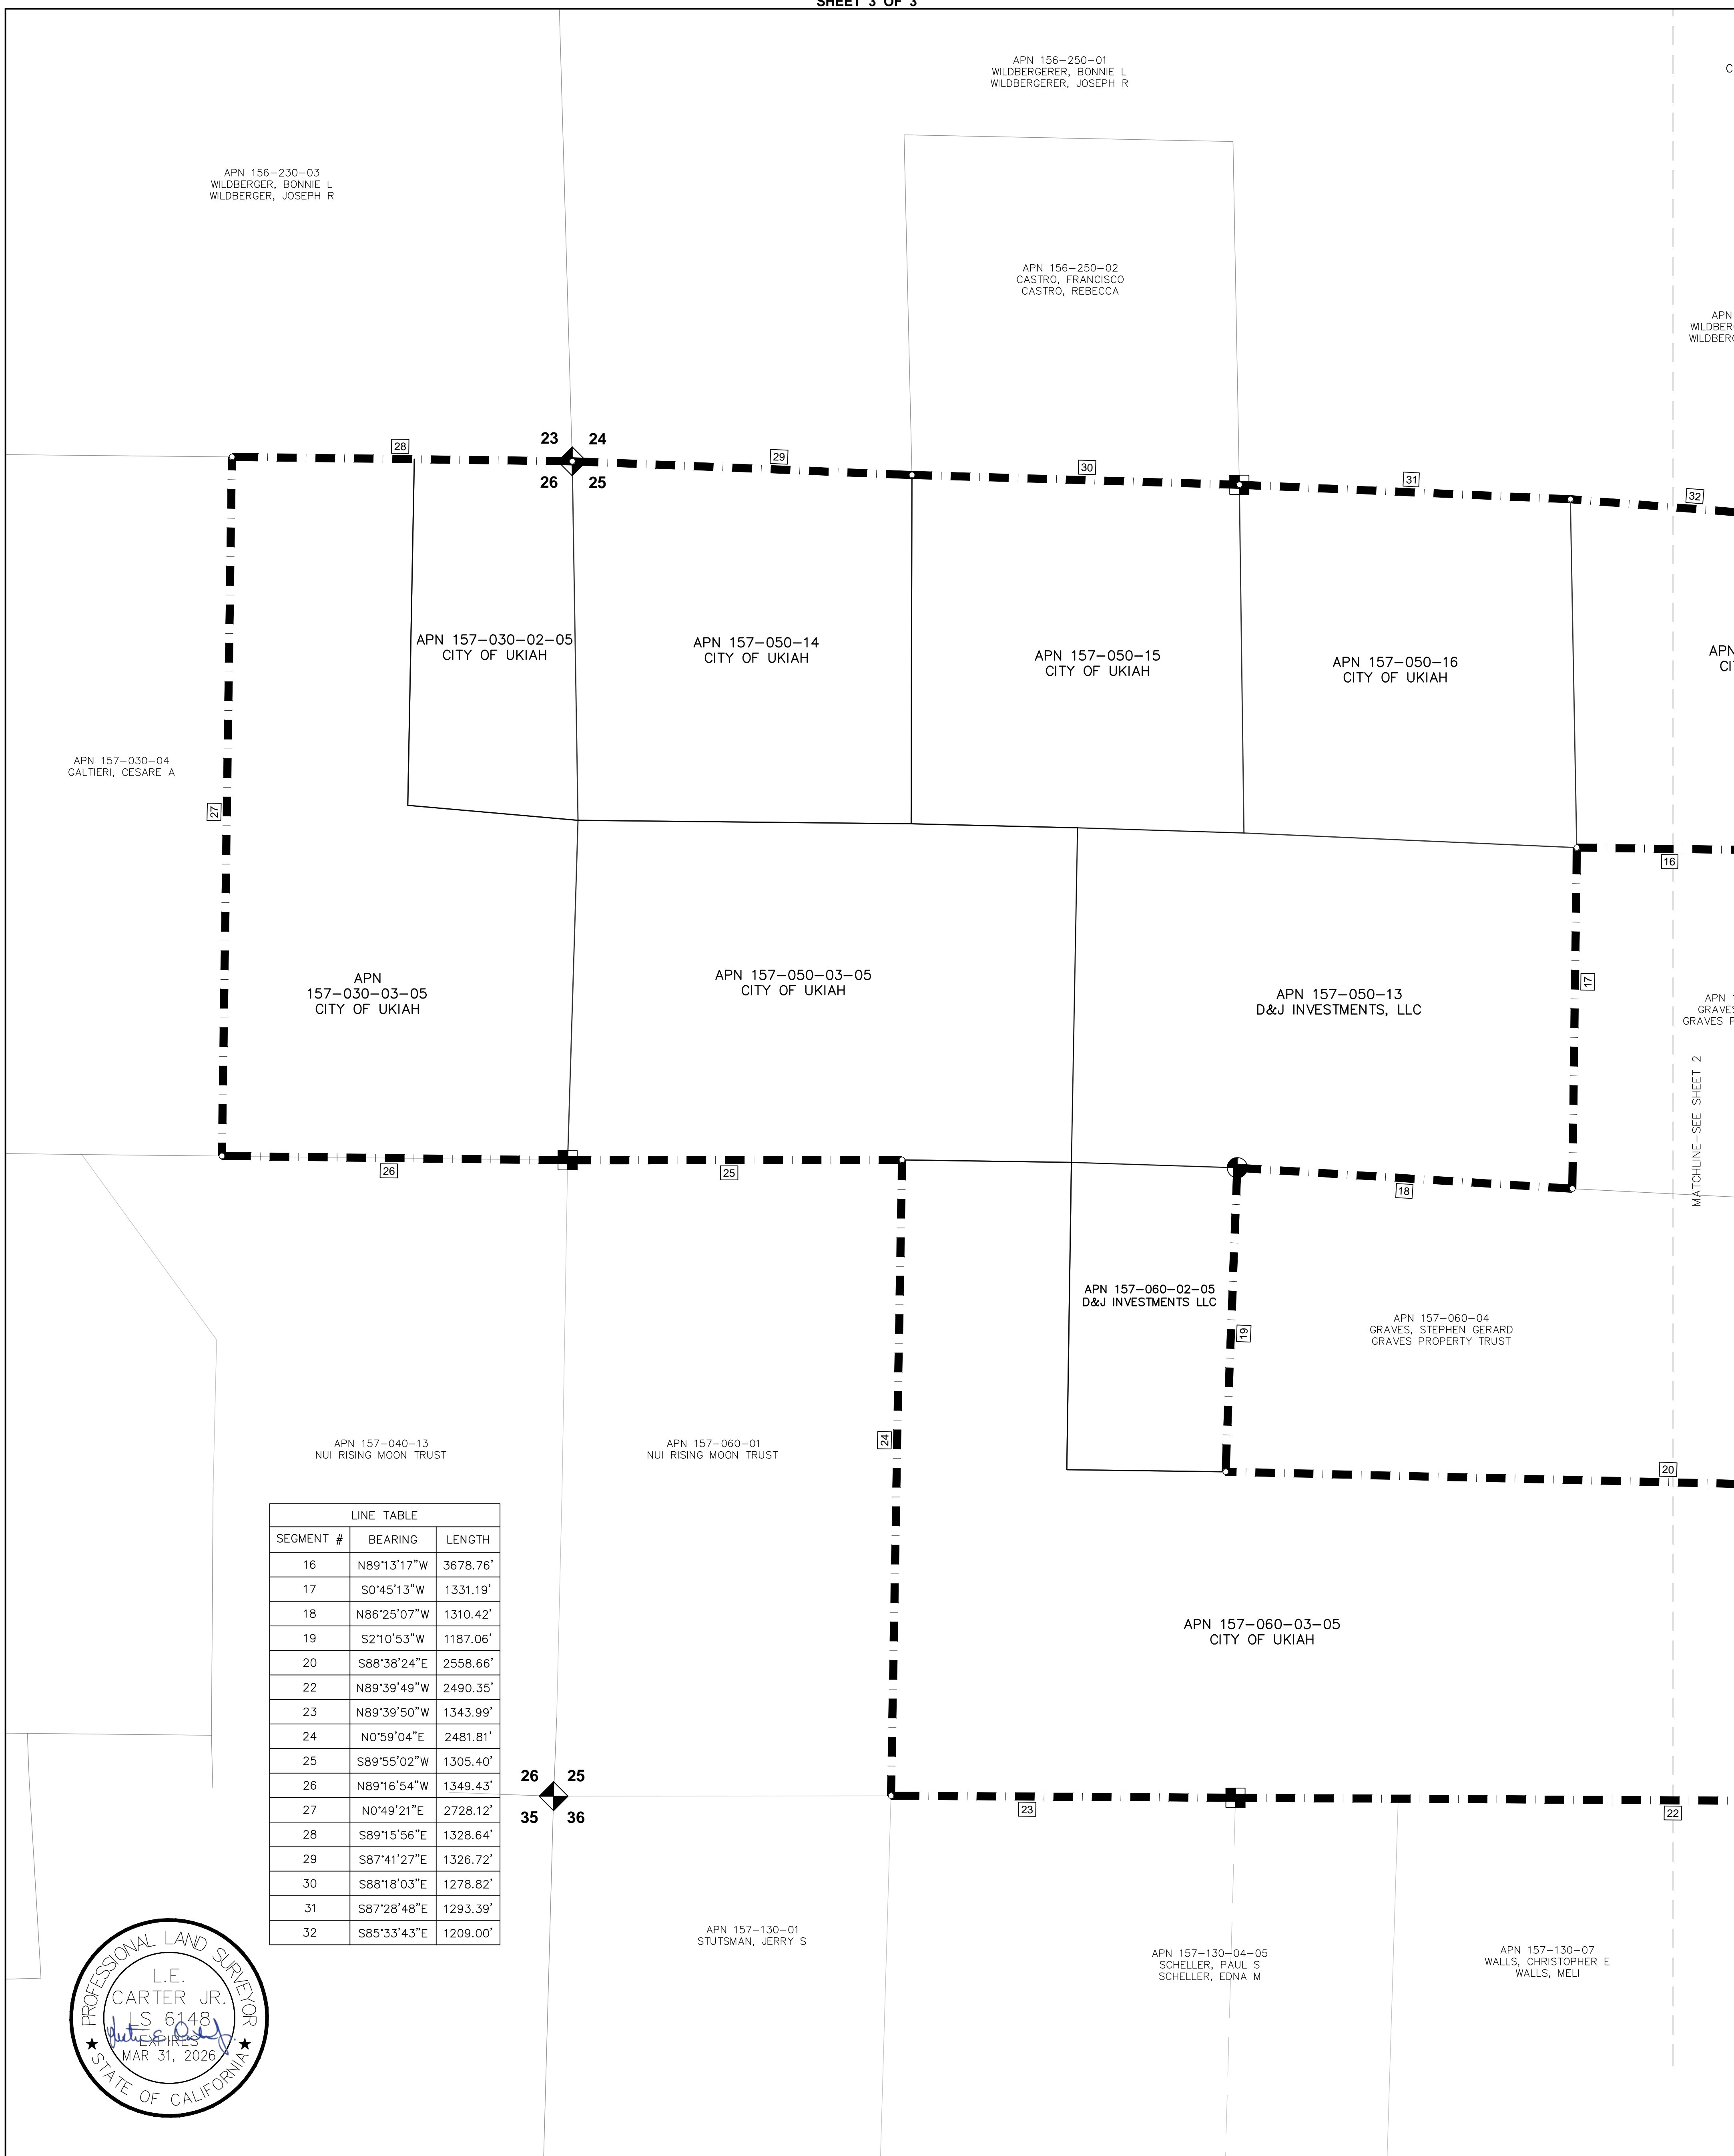 SHEET 3 OF 3
APN 156-250-01
WILDBERGERER, BONNIE L
WILDBERGERER, JOSEPH R
C
APN 156-230-03
WILDBERGER, BONNIE L
WILDBERGER, JOSEPH R
APN 156-250-02
CASTRO, FRANCISCO
CASTRO, REBECCA
APN
WILDBER
WILDBERG
28
23 24
26 25
29
30
31
32
APN 157-030-02-05
CITY OF UKIAH
APN 157-050-14
CITY OF UKIAH
APN 157-050-15
CITY OF UKIAH
APN 157-050-16
CITY OF UKIAH
APN
CI
APN 157-030-04
GALTIERI, CESARE A
27
16
APN
157-030-03-05
CITY OF UKIAH
APN 157-050-03-05
CITY OF UKIAH
APN 157-050-13
D&J INVESTMENTS, LLC
17
APN
GRAVES
GRAVES P
MATCHLINE-SEE SHEET 2
26
25
18
APN 157-060-02-05
D&J INVESTMENTS LLC
19
APN 157-060-04
GRAVES, STEPHEN GERARD
GRAVES PROPERTY TRUST
APN 157-040-13
NUI RISING MOON TRUST
APN 157-060-01
NUI RISING MOON TRUST
24
20
LINE TABLE
SEGMENT # BEARING LENGTH
16 N89°13'17"W 3678.76'
17 S0°45'13"W 1331.19'
18 N86°25'07"W 1310.42'
19 S2°10'53"W 1187.06'
20 S88°38'24"E 2558.66'
22 N89°39'49"W 2490.35'
23 N89°39'50"W 1343.99'
24 N0°59'04"E 2481.81'
25 S89°55'02"W 1305.40'
26 N89°16'54"W 1349.43'
27 N0°49'21"E 2728.12'
28 S89°15'56"E 1328.64'
29 S87°41'27"E 1326.72'
30 S88°18'03"E 1278.82'
31 S87°28'48"E 1293.39'
32 S85°33'43"E 1209.00'
APN 157-060-03-05
CITY OF UKIAH
26 25
35 36
23
22
APN 157-130-01
STUTSMAN, JERRY S
APN 157-130-04-05
SCHELLER, PAUL S
SCHELLER, EDNA M
APN 157-130-07
WALLS, CHRISTOPHER E
WALLS, MELI
PROFESSIONAL LAND SURVEYOR
L.E.
CARTER JR.
LS 6148
EXPIRES
MAR 31, 2026
STATE OF CALIFORNIA